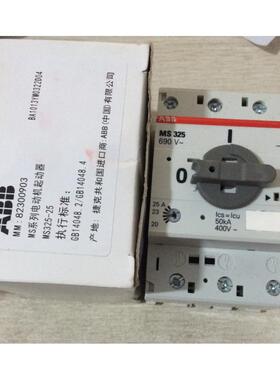 BA1013YW0322004
ABB
MM:82300903
MS系列电动机起动器
MS325-25
执行标准:
GB14048.2/GB14048.4
产地:捷克共和国进口商:ABB(中国)有限公司
ABB
MS 325
690 V~
0
25 A
23
20
Ics=Icu
50kA
400V~